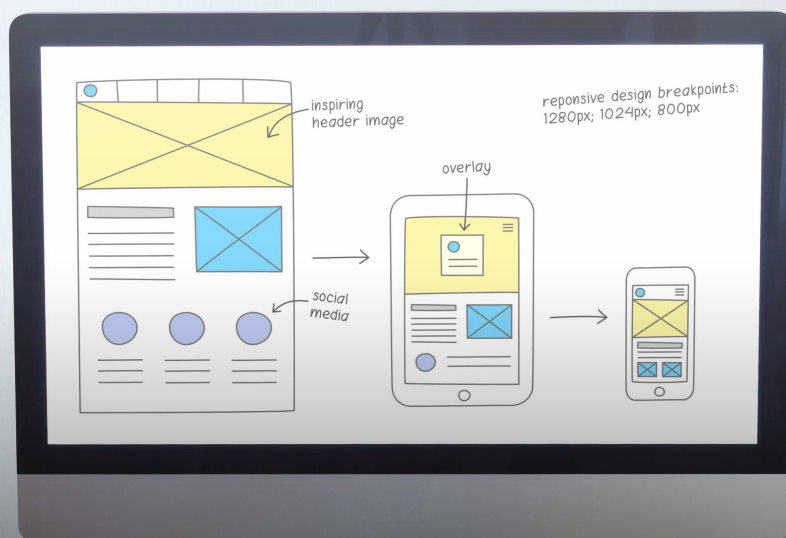 inspiring
header image
reponsive design breakpoints:
1280px; 1024px; 800px
overlay
social
media